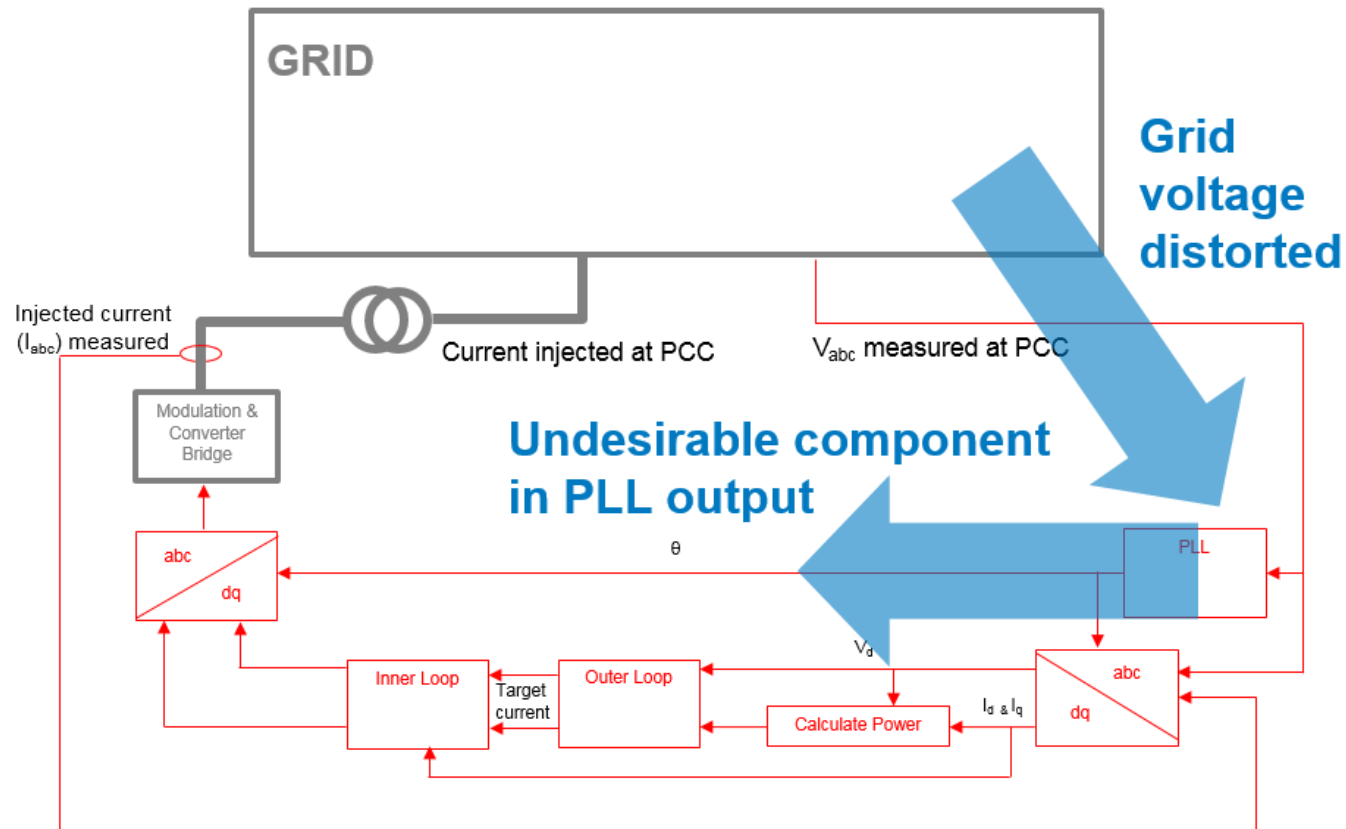 GRID
Grid
voltage
distorted
Injected current
(Iabc) measured
Current injected at PCC
Vabc measured at PCC
Modulation &
Converter
Bridge
Undesirable component
in PLL output
θ
PLL
abc
dq
Vd
Inner Loop
Target
current
Outer Loop
Calculate Power
Id & Iq
abc
dq